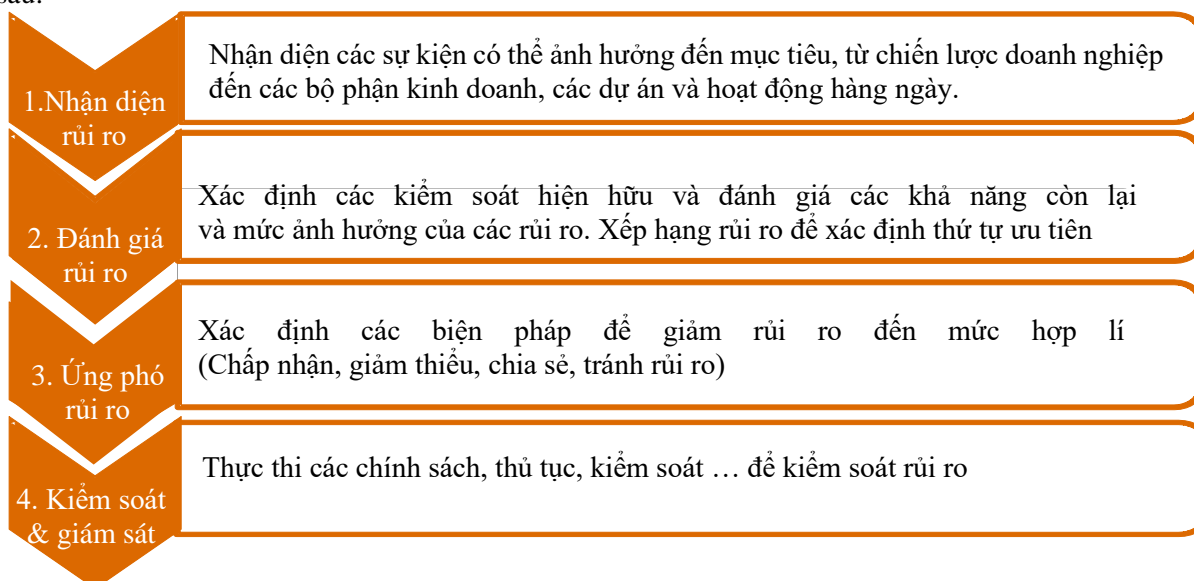 sau:
1.Nhận diện
rủi ro
Nhận diện các sự kiện có thể ảnh hưởng đến mục tiêu, từ chiến lược doanh nghiệp
đến các bộ phận kinh doanh, các dự án và hoạt động hàng ngày.
2. Đánh giá
rủi ro
Xác định các kiểm soát hiện hữu và đánh giá các khả năng còn lại
và mức ảnh hưởng của các rủi ro. Xếp hạng rủi ro để xác định thứ tự ưu tiên
3. Ứng phó
rủi ro
Xác định các biện pháp để giảm rủi ro đến mức hợp lí
(Chấp nhận, giảm thiểu, chia sẻ, tránh rủi ro)
4. Kiểm soát
& giám sát
Thực thi các chính sách, thủ tục, kiểm soát … để kiểm soát rủi ro